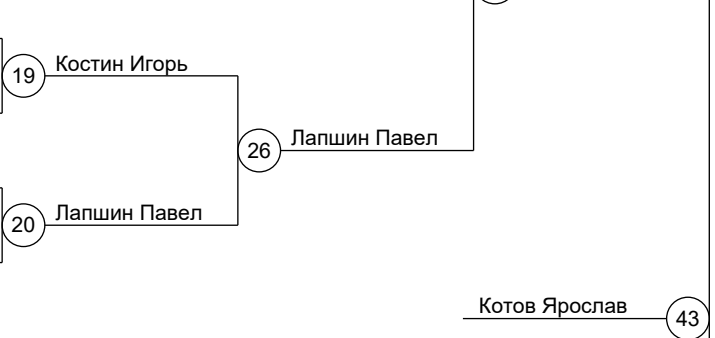 19 Костин Игорь
26 Лапшин Павел
20 Лапшин Павел
Котов Ярослав 43